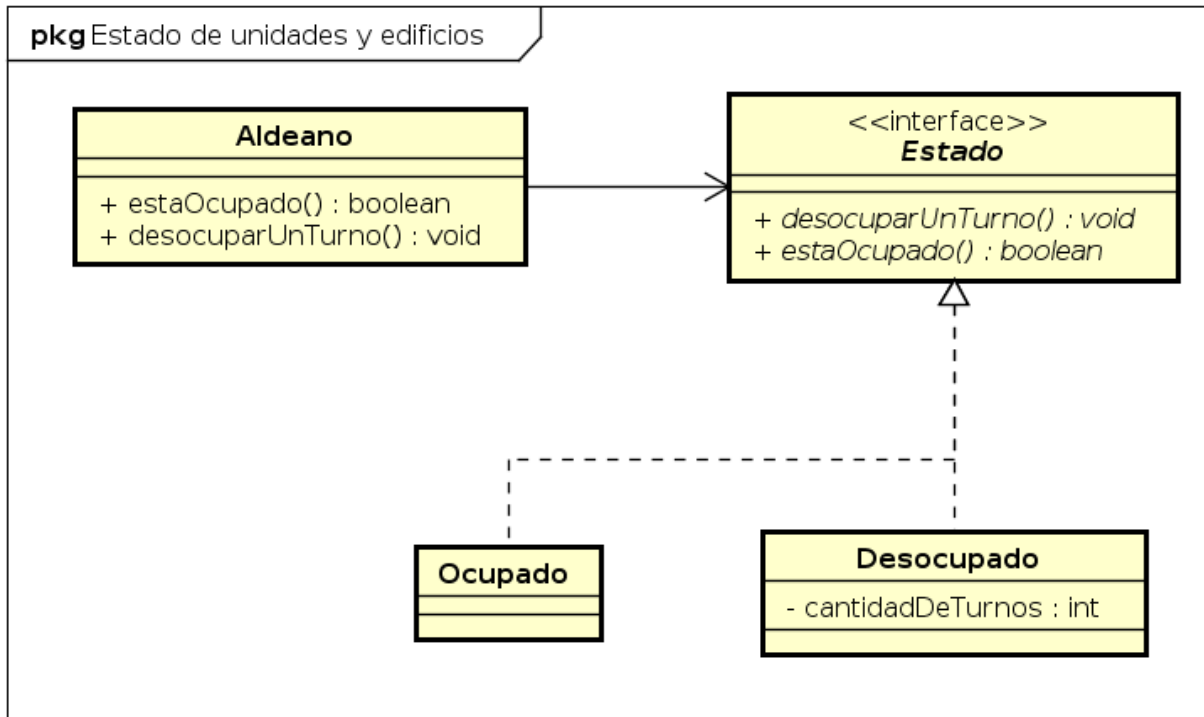 pkg Estado de unidades y edificios
Aldeano
+ estaOcupado() : boolean
+ desocuparUnTurno() : void
<<interface>>
Estado
+ desocuparUnTurno() : void
+ estaOcupado() : boolean
Ocupado
Desocupado
- cantidadDeTurnos : int